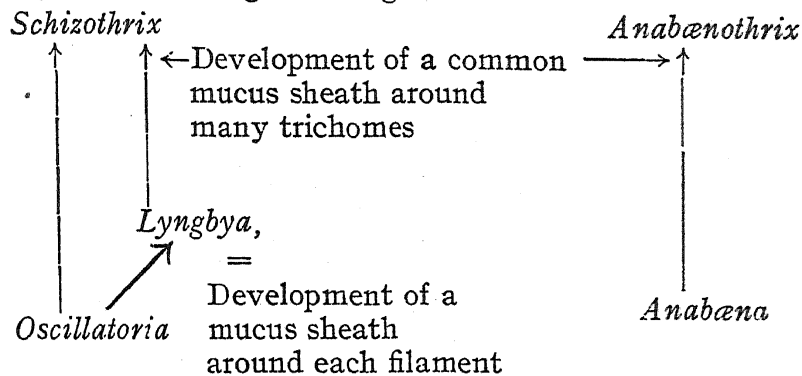 Schizothrix
Anabænothrix
←Development of a common →
mucus sheath around
many trichomes
Lyngbya,
=
Development of a
mucus sheath
around each filament
Oscillatoria
Anabæna